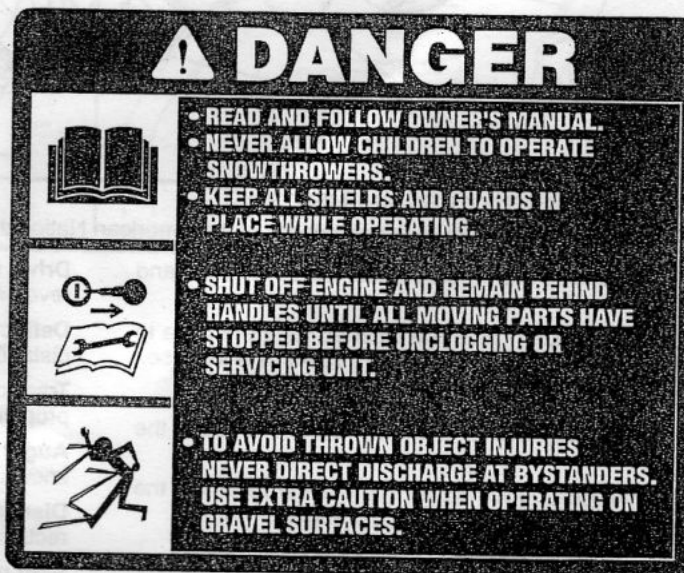 DANGER
• READ AND FOLLOW OWNER'S MANUAL.
• NEVER ALLOW CHILDREN TO OPERATE
SNOWTHROWERS.
• KEEP ALL SHIELDS AND GUARDS IN
PLACE WHILE OPERATING.
• SHUT OFF ENGINE AND REMAIN BEHIND
HANDLES UNTIL ALL MOVING PARTS HAVE
STOPPED BEFORE UNCLOGGING OR
SERVICING UNIT.
• TO AVOID THROWN OBJECT INJURIES
NEVER DIRECT DISCHARGE AT BYSTANDERS.
USE EXTRA CAUTION WHEN OPERATING ON
GRAVEL SURFACES.